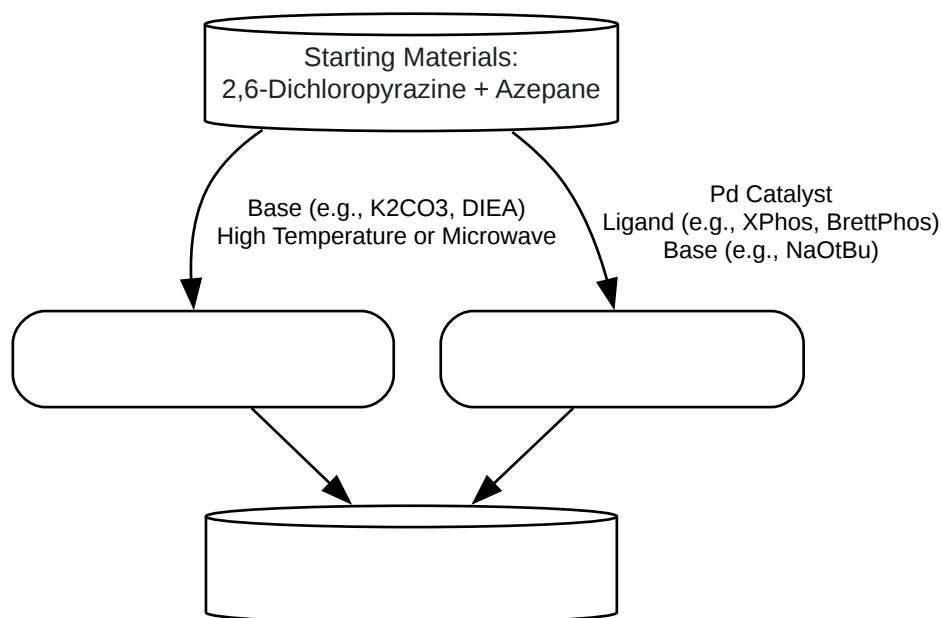 Starting Materials:
2,6-Dichloropyrazine + Azepane
Base (e.g., K2CO3, DIEA)
High Temperature or Microwave
Pd Catalyst
Ligand (e.g., XPhos, BrettPhos)
Base (e.g., NaOtBu)